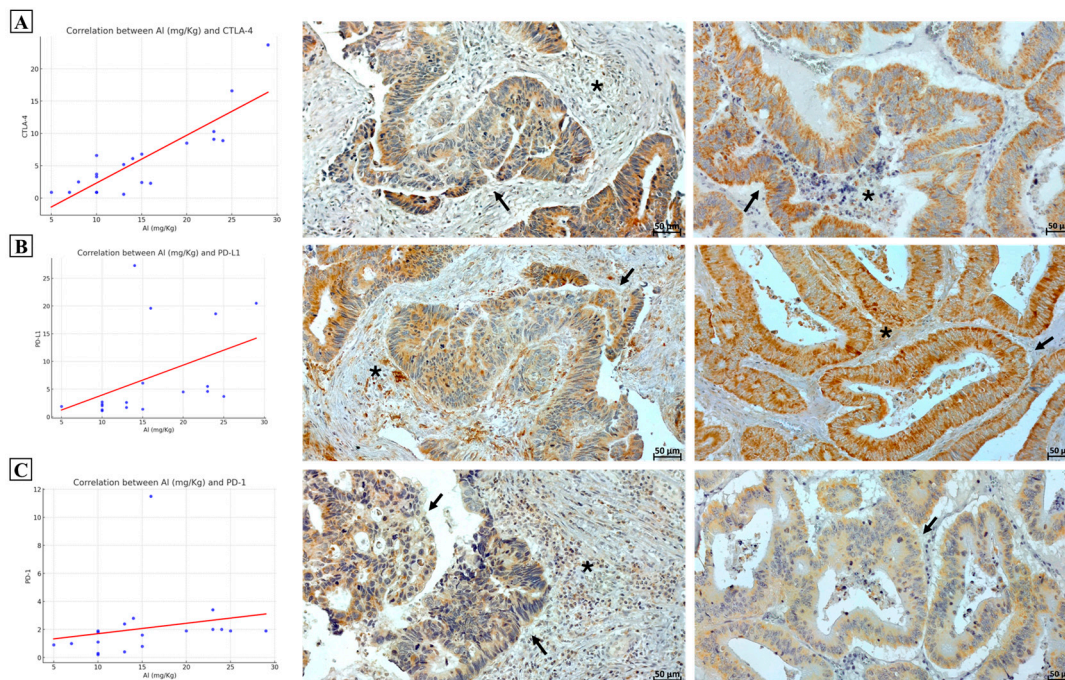 A
Correlation between Al (mg/Kg) and CTLA-4
CTLA-4
20
15
10
5
0
5
10
15
20
25
30
Al (mg/Kg)
*
50 µm
*
50 µm
B
Correlation between Al (mg/Kg) and PD-L1
PD-L1
25
20
15
10
5
0
5
10
15
20
25
30
Al (mg/Kg)
*
50 µm
*
50 µm
C
Correlation between Al (mg/Kg) and PD-1
PD-1
12
10
8
6
4
2
0
5
10
15
20
25
30
Al (mg/Kg)
*
50 µm
50 µm